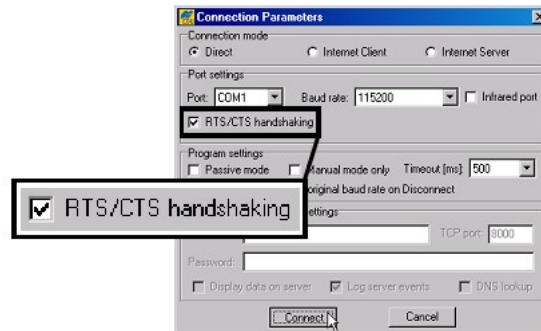 Connection Parameters
Connection mode
Direct Internet Client Internet Server
Port settings
Port: COM1 Baud rate: 115200 Infrared port
RTS/CTS handshaking
Program settings
Passive mode Manual mode only Timeout [ms]: 500
original baud rate on Disconnect
RTS/CTS handshaking
ettings
TCP port: 8000
Password:
Display data on server Log server events DNS lookup
Connect Cancel